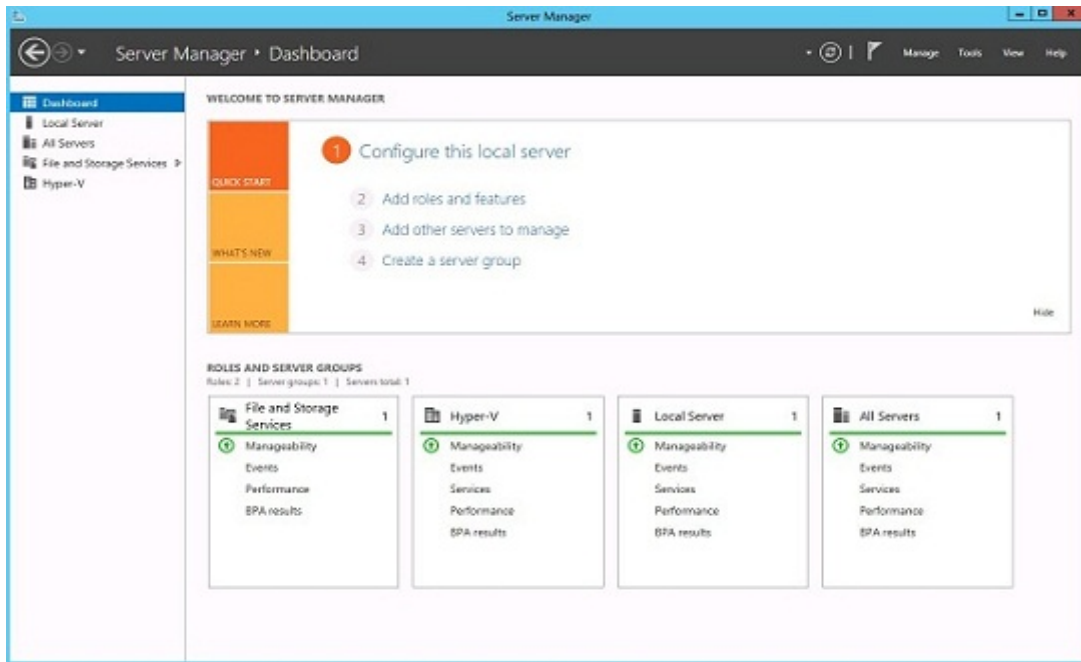 Server Manager
Server Manager • Dashboard
Manage Tools View Help
Dashboard
Local Server
All Servers
File and Storage Services
Hyper-V
WELCOME TO SERVER MANAGER
QUICK START
WHAT'S NEW
LEARN MORE
1 Configure this local server
2 Add roles and features
3 Add other servers to manage
4 Create a server group
Hide
ROLES AND SERVER GROUPS
Roles: 2 | Server groups: 1 | Servers total: 1
File and Storage
Services 1
Manageability
Events
Performance
BPA results
Hyper-V 1
Manageability
Events
Services
Performance
BPA results
Local Server 1
Manageability
Events
Services
Performance
BPA results
All Servers 1
Manageability
Events
Services
Performance
BPA results